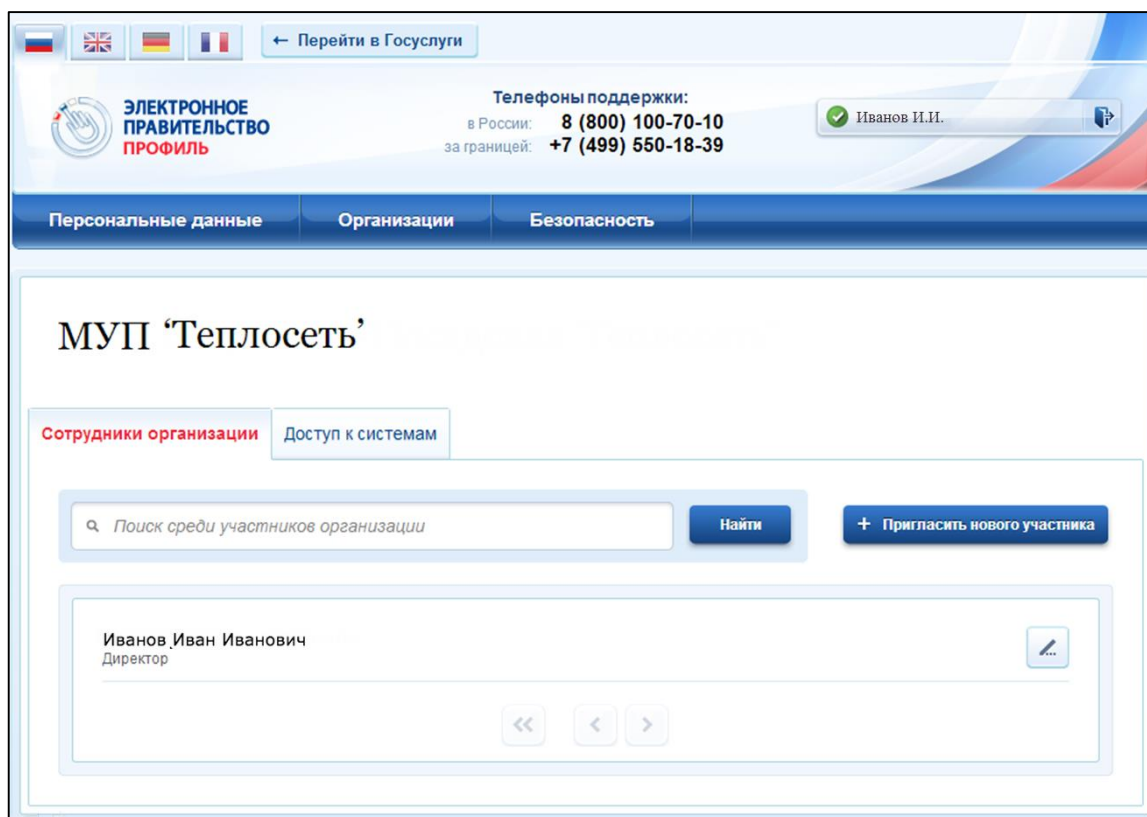 ← Перейти в Госуслуги
ЭЛЕКТРОННОЕ
ПРАВИТЕЛЬСТВО
ПРОФИЛЬ
Телефоны поддержки:
в России: 8 (800) 100-70-10
за границей: +7 (499) 550-18-39
Иванов И.И.
Персональные данные Организации Безопасность
МУП ‘Теплосеть’
Сотрудники организации Доступ к системам
Поиск среди участников организации Найти + Пригласить нового участника
Иванов Иван Иванович
Директор